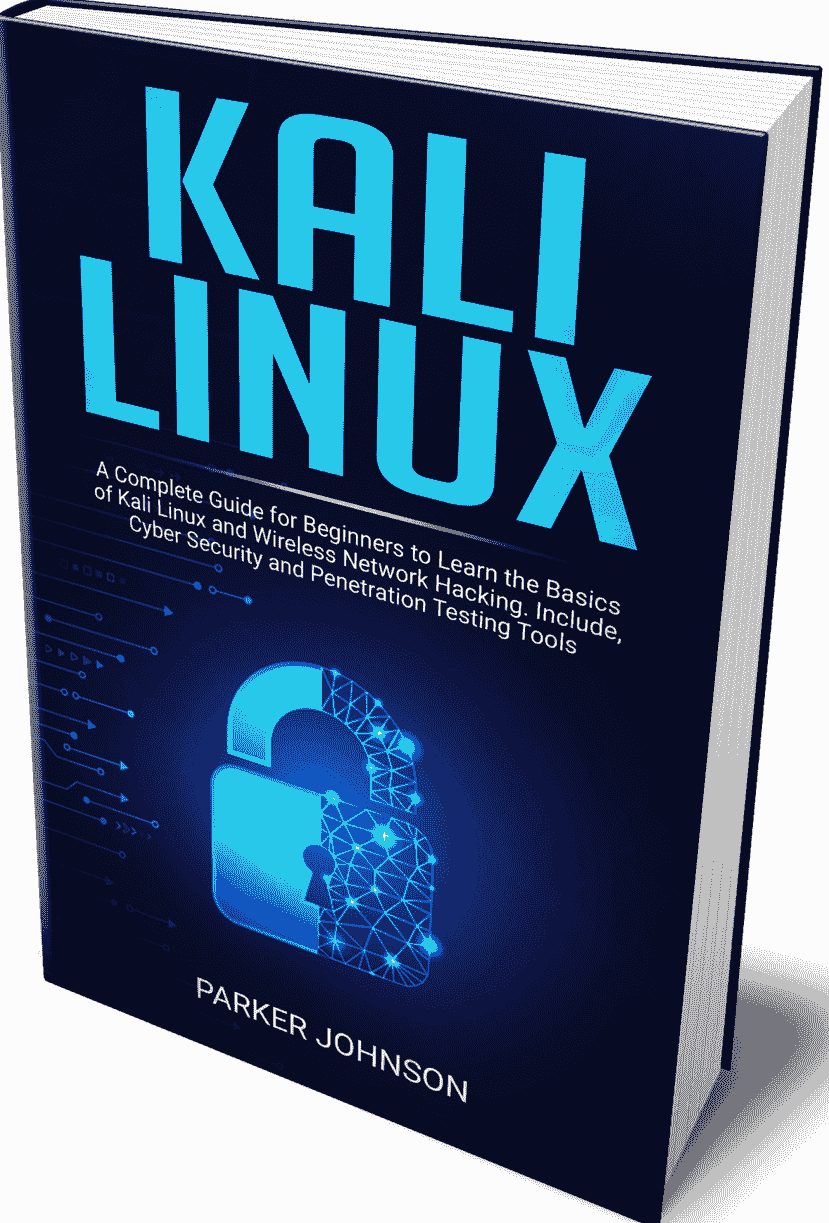 KALI
LINUX
A Complete Guide for Beginners to Learn the Basics
of Kali Linux and Wireless Network Hacking. Include,
Cyber Security and Penetration Testing Tools
PARKER JOHNSON